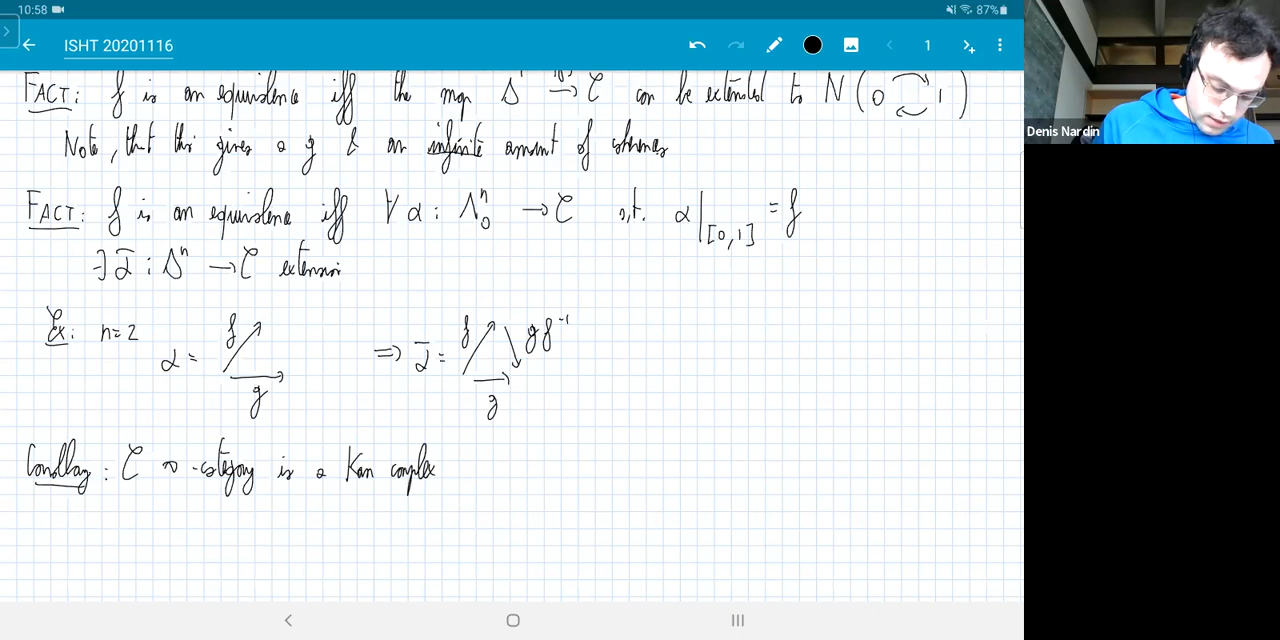 10:58
87%
ISHT 20201116
1
Denis Nardin
FACT: f is an equivalence iff the map Δ¹ → C can be extended to N ( 0 1 )
Note, that this gives a g & an infinite amount of coherences
FACT: f is an equivalence iff ∀ α : Λⁿ₀ → C s.t. α|[0,1] = f
∃ ᾱ : Δⁿ → C extension
Ex: n=2 α = f g ⇒ ᾱ = f gf⁻¹ g
Corollary: C ∞-category is a Kan complex